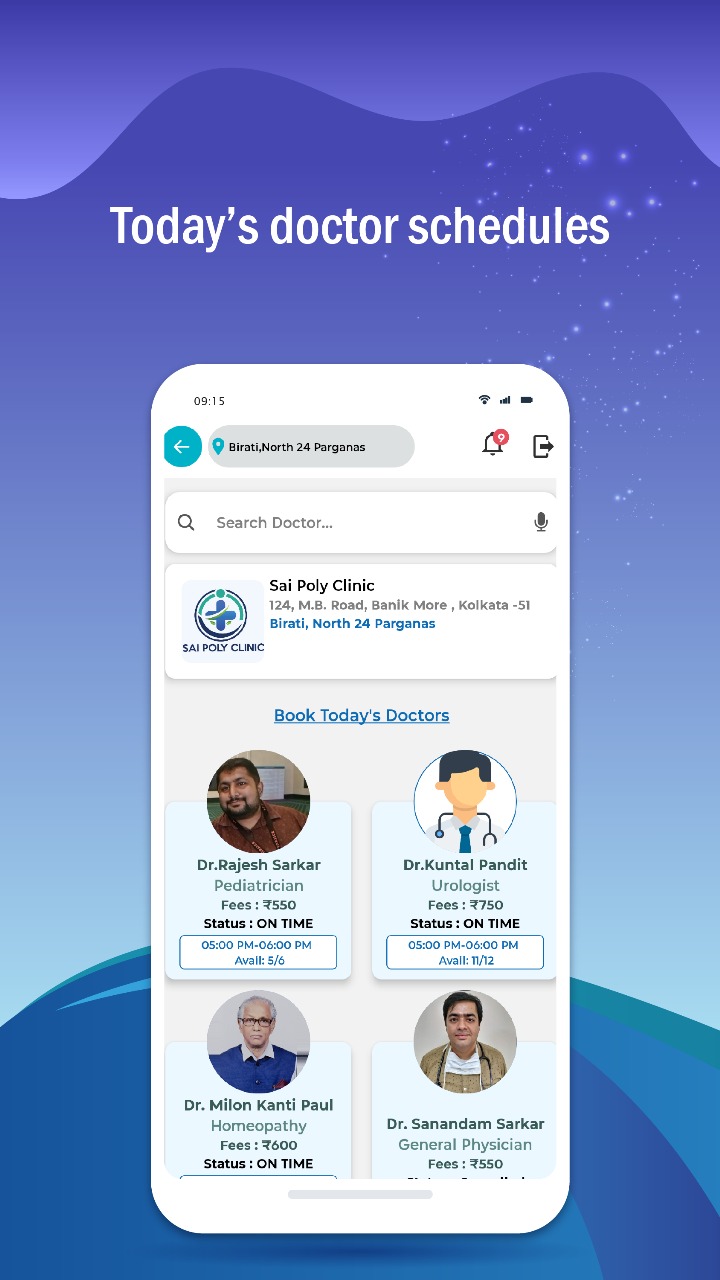 Today's doctor schedules
09:15
Birati,North 24 Parganas
9
Search Doctor...
Sai Poly Clinic
124, M.B. Road, Banik More , Kolkata -51
Birati, North 24 Parganas
SAI POLY CLINIC
Book Today's Doctors
Dr.Rajesh Sarkar
Pediatrician
Fees : ₹550
Status : ON TIME
05:00 PM-06:00 PM
Avail: 5/6
Dr.Kuntal Pandit
Urologist
Fees : ₹750
Status : ON TIME
05:00 PM-06:00 PM
Avail: 11/12
Dr. Milon Kanti Paul
Homeopathy
Fees : ₹600
Status : ON TIME
Dr. Sanandam Sarkar
General Physician
Fees : ₹550